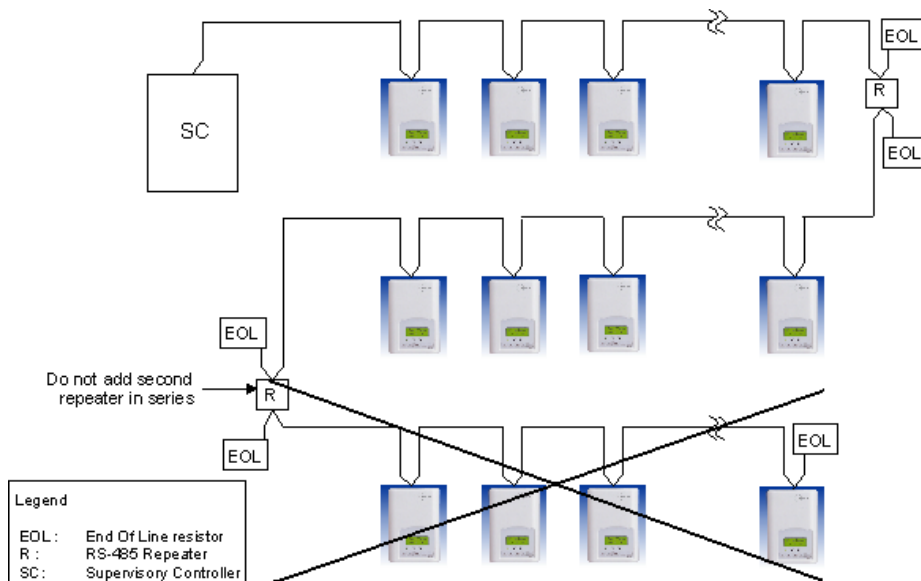 EOL
SC
R
EOL
EOL
Do not add second
repeater in series
R
EOL
EOL
Legend
EOL : End Of Line resistor
R : RS-485 Repeater
SC: Supervisory Controller